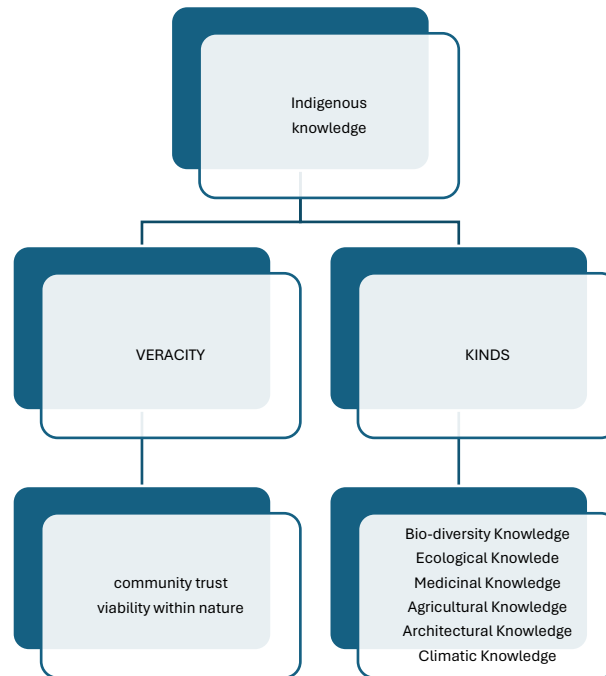 Indigenous
knowledge
VERACITY
KINDS
community trust
viability within nature
Bio-diversity Knowledge
Ecological Knowlede
Medicinal Knowledge
Agricultural Knowledge
Architectural Knowledge
Climatic Knowledge